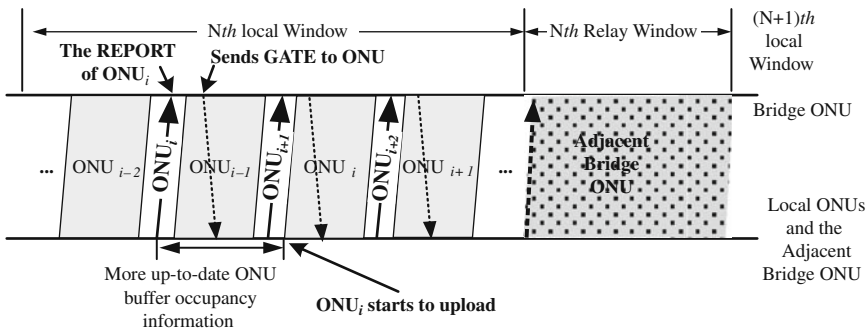 Nth local Window
Nth Relay Window
(N+1)th
local
Window
The REPORT
of ONUi
Sends GATE to ONU
Bridge ONU
...
ONU i−2
ONUi
ONUi−1
ONUi+1
ONU i
ONUi+2
ONU i+1
...
Adjacent
Bridge
ONU
Local ONUs
and the
Adjacent
Bridge ONU
More up-to-date ONU
buffer occupancy
information
ONUi starts to upload